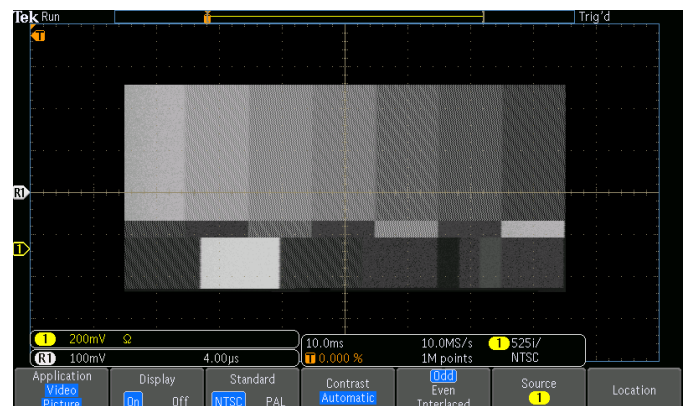 Tek Run Trig'd
T
R1
1
1 200mV Ω
R1 100mV 4.00µs
10.0ms 10.0MS/s 1 525i/
T 0.000 % 1M points NTSC
Application
Video
Picture
Display
On Off
Standard
NTSC PAL
Contrast
Automatic
Odd
Even
Interlaced
Source
1
Location